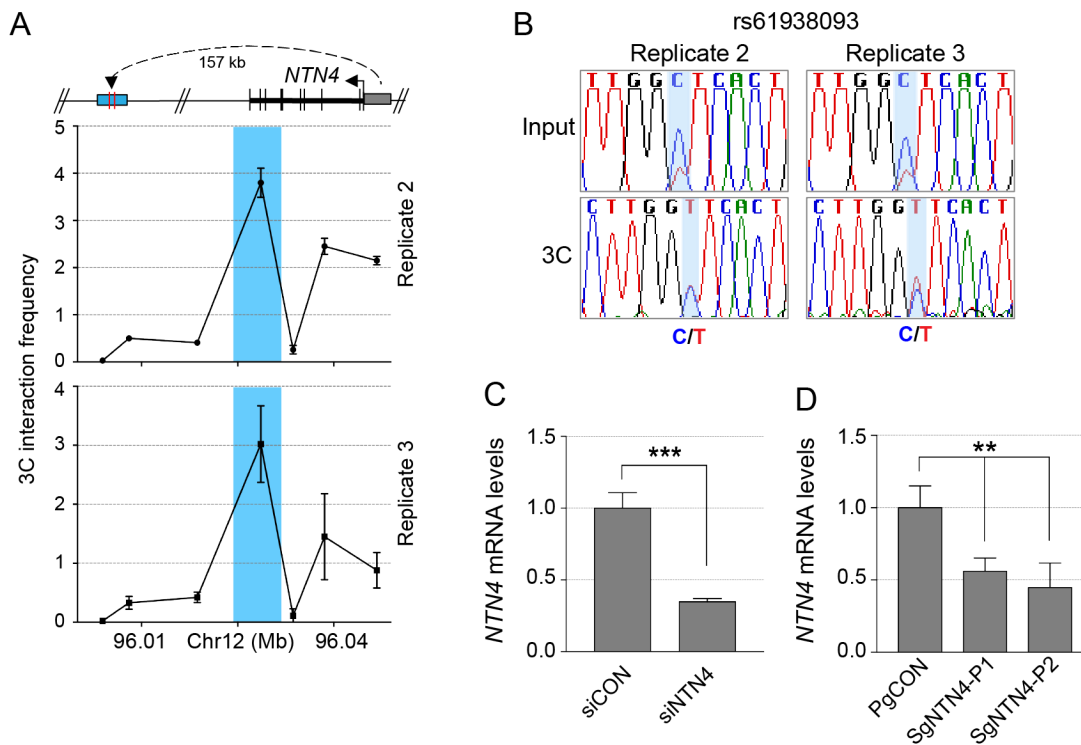 A
157 kb
NTN4
5
4
3
2
1
0
Replicate 2
4
3
2
1
0
Replicate 3
3C interaction frequency
96.01 Chr12 (Mb) 96.04
B
rs61938093
Replicate 2 Replicate 3
Input
T T G G C T C A C T
T T G G C T C A C T
3C
C T T G G T T C A C T
C T T G G T T C A C T
C/T C/T
C
NTN4 mRNA levels
1.5
1.0
0.5
0.0
***
siCON siNTN4
D
NTN4 mRNA levels
1.5
1.0
0.5
0.0
**
PgCON SgNTN4-P1 SgNTN4-P2